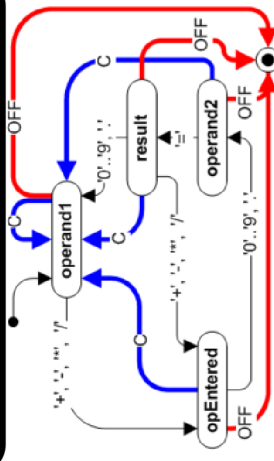 C
OFF
operand1
'+', '-', '*', '/'
'0'..'9', '.'
C
C
C
result
'+', '-', '*', '/'
'='
OFF
opEntered
operand2
OFF
'0'..'9', '.'
OFF